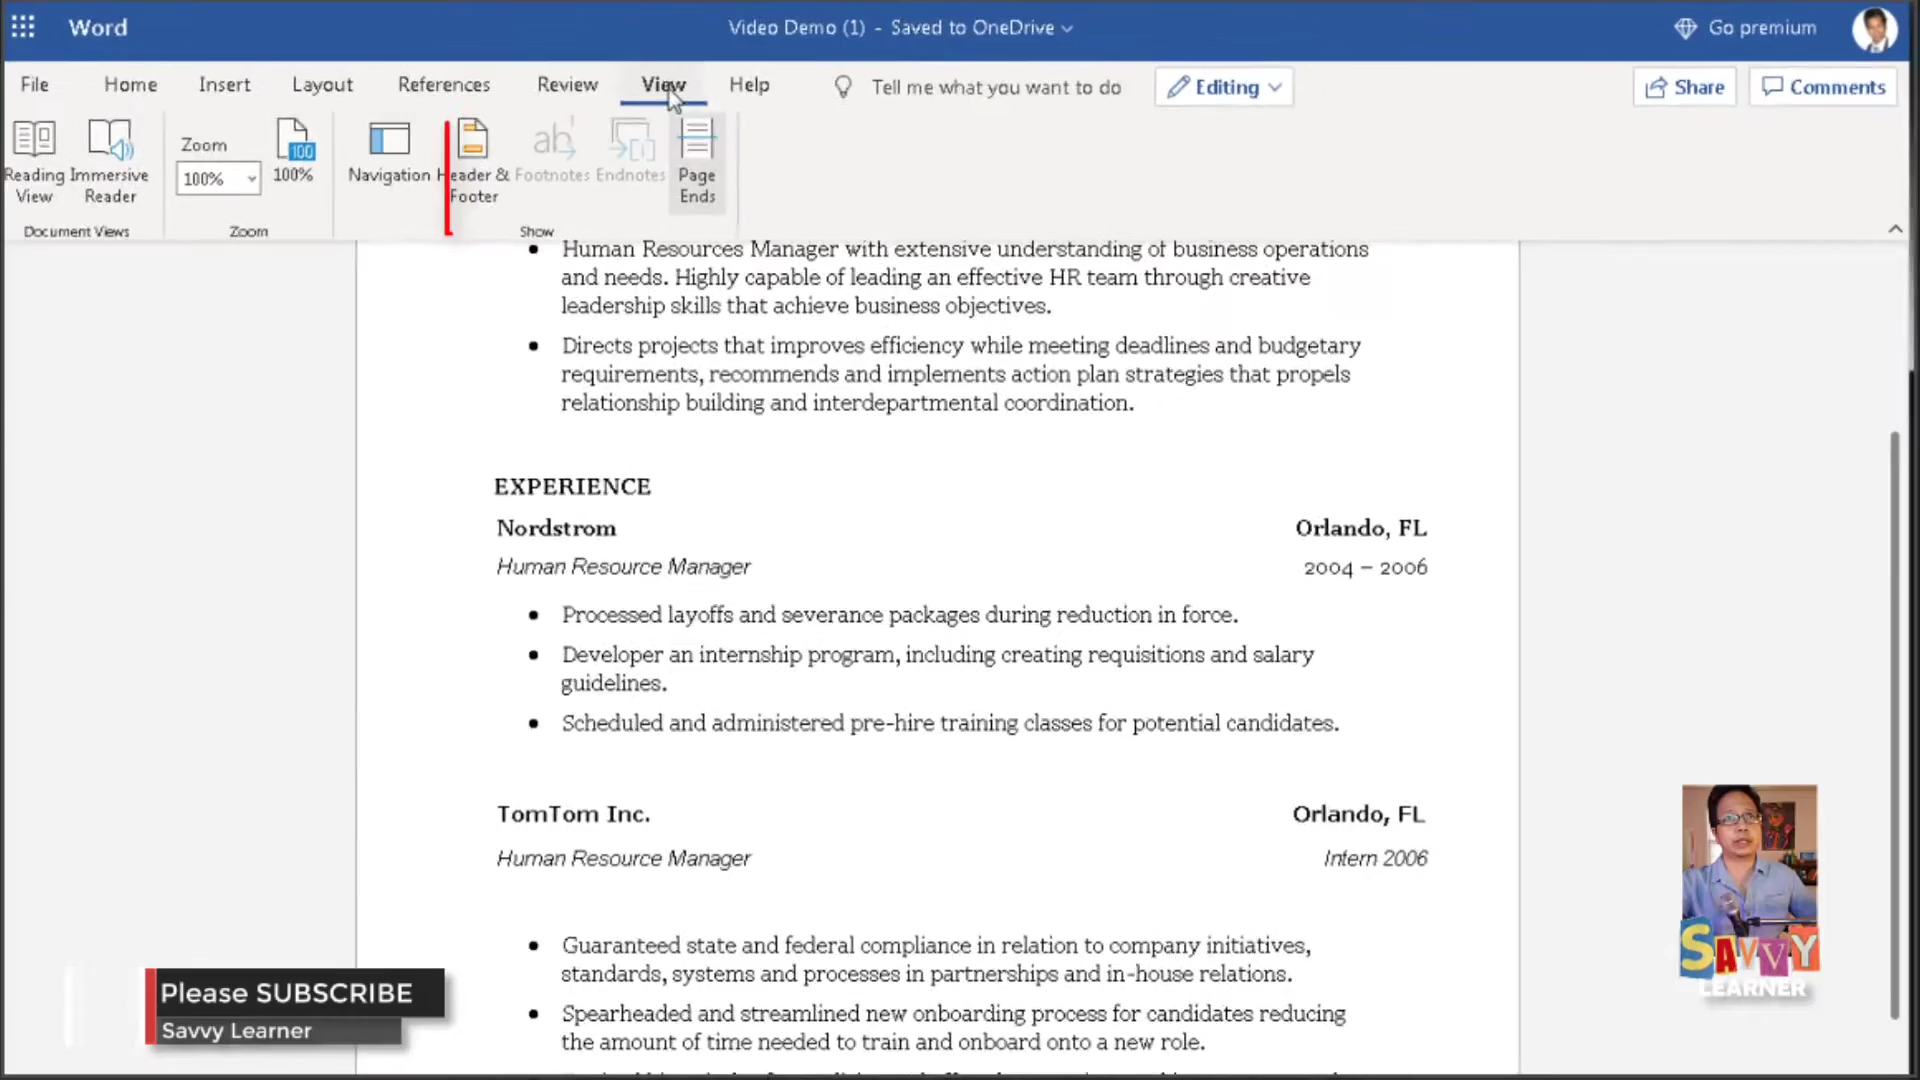 Word
Video Demo (1) - Saved to OneDrive
Go premium
File Home Insert Layout References Review View Help Tell me what you want to do Editing Share Comments
Reading View
Immersive Reader
Document Views
Zoom
100%
100
100%
Zoom
Navigation
Header & Footer
Footnotes
Endnotes
Page Ends
Show
Human Resources Manager with extensive understanding of business operations
and needs. Highly capable of leading an effective HR team through creative
leadership skills that achieve business objectives.
Directs projects that improves efficiency while meeting deadlines and budgetary
requirements, recommends and implements action plan strategies that propels
relationship building and interdepartmental coordination.
EXPERIENCE
Nordstrom Orlando, FL
Human Resource Manager 2004 – 2006
Processed layoffs and severance packages during reduction in force.
Developer an internship program, including creating requisitions and salary
guidelines.
Scheduled and administered pre-hire training classes for potential candidates.
TomTom Inc. Orlando, FL
Human Resource Manager Intern 2006
Guaranteed state and federal compliance in relation to company initiatives,
standards, systems and processes in partnerships and in-house relations.
Spearheaded and streamlined new onboarding process for candidates reducing
the amount of time needed to train and onboard onto a new role.
Please SUBSCRIBE
Savvy Learner
SAVVY
LEARNER